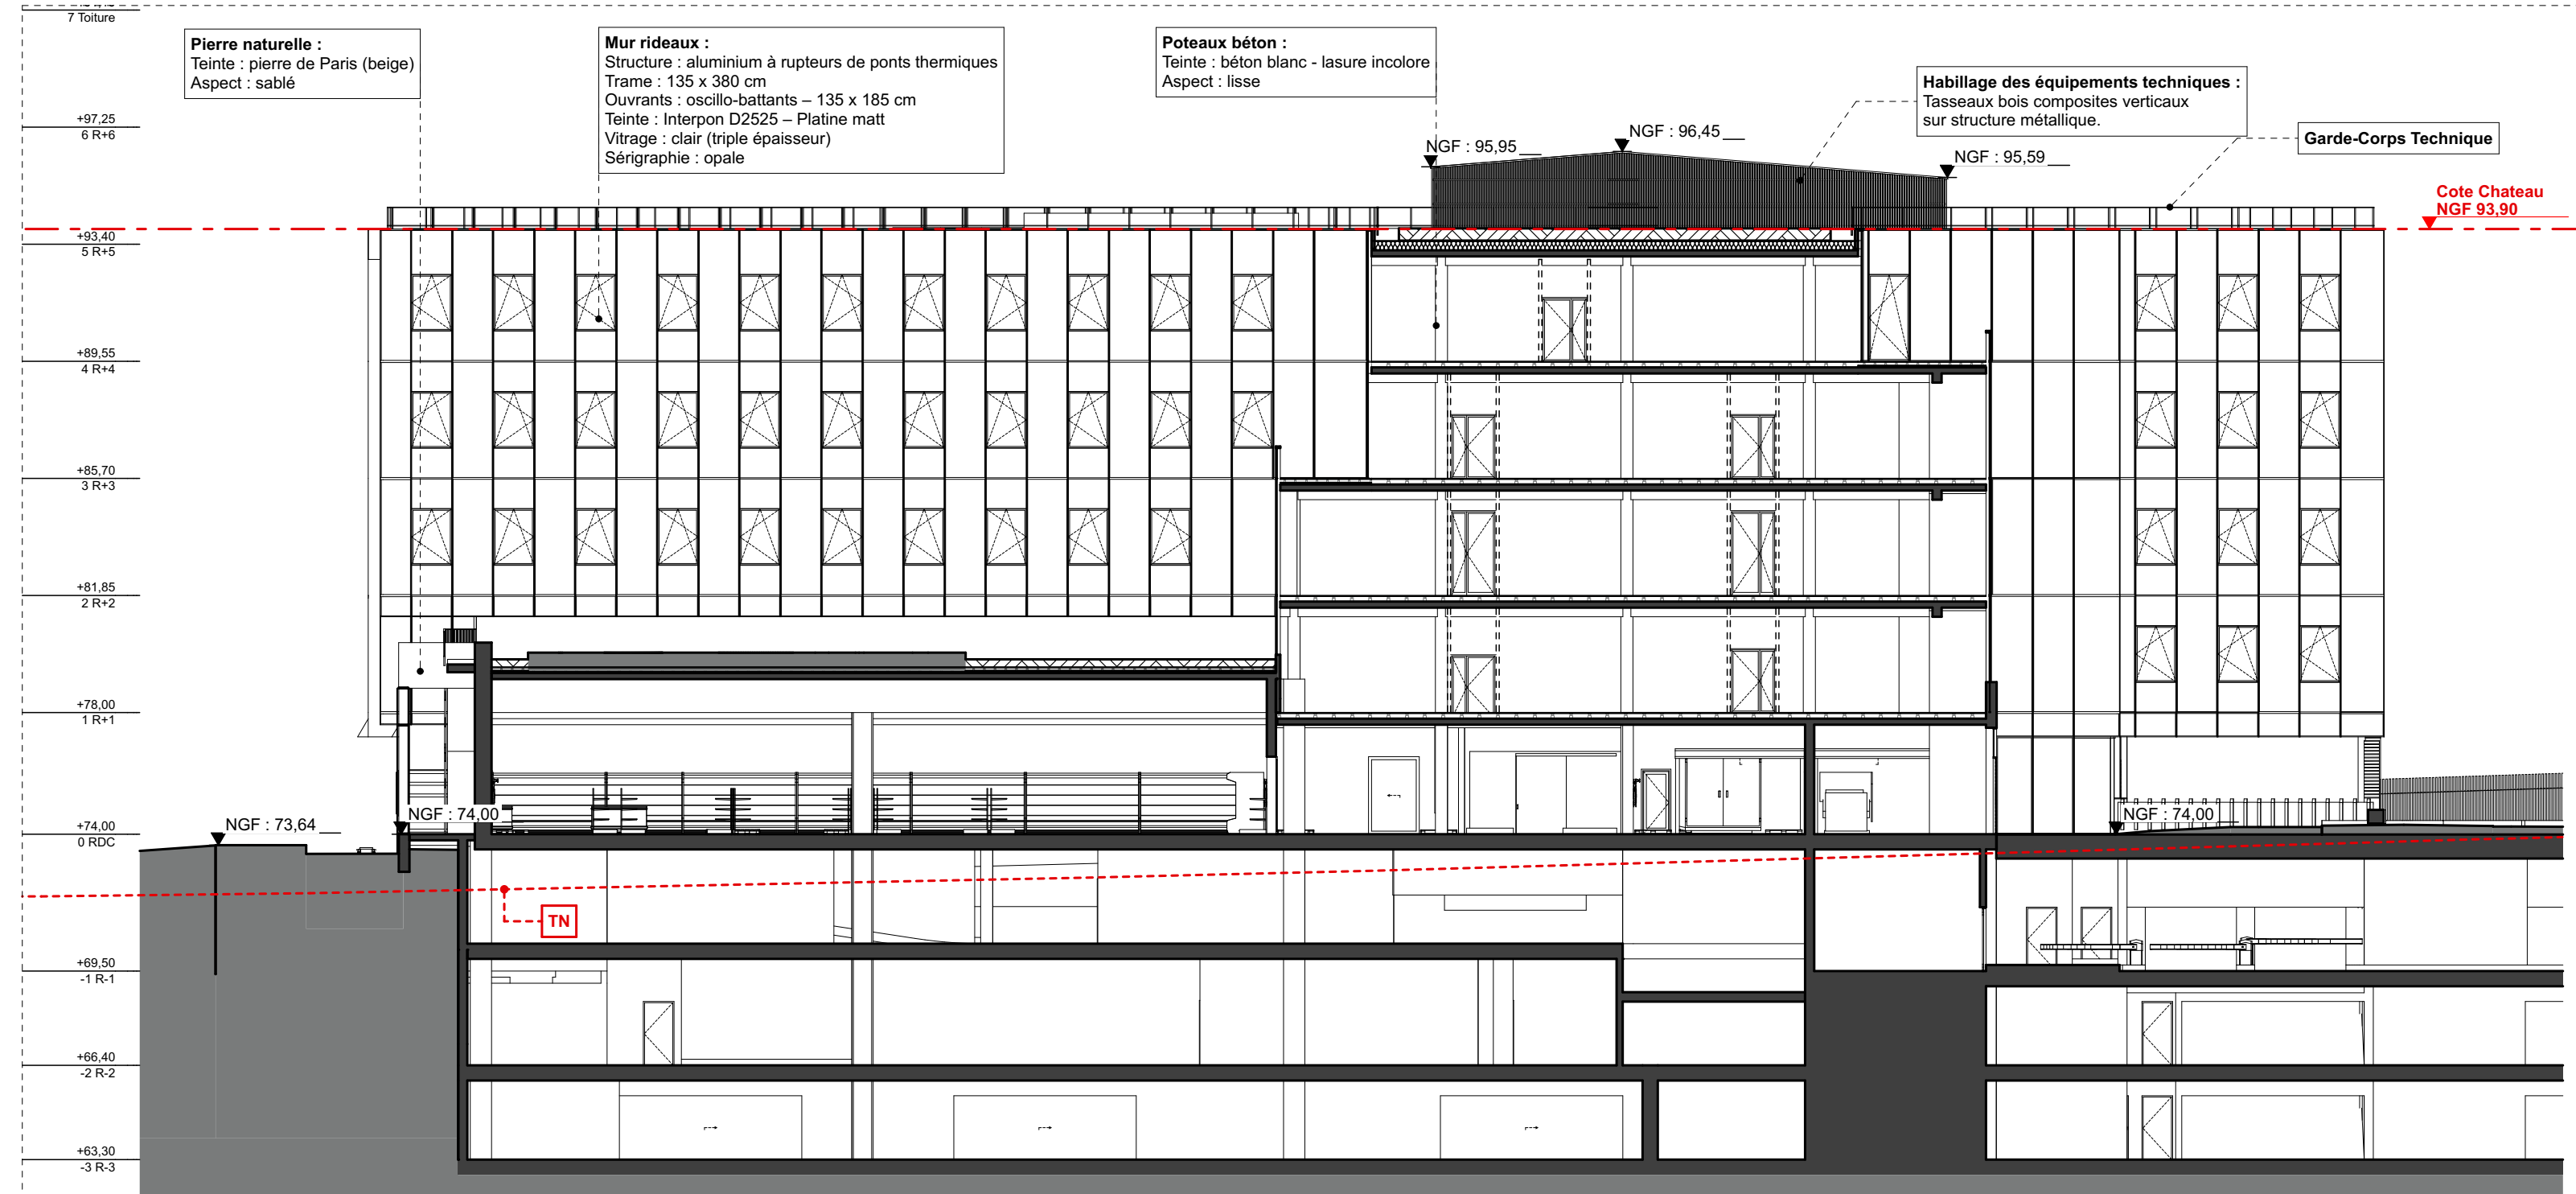 7 Toiture
Pierre naturelle :
Teinte : pierre de Paris (beige)
Aspect : sablé
Mur rideaux :
Structure : aluminium à rupteurs de ponts thermiques
Trame : 135 x 380 cm
Ouvrants : oscillo-battants – 135 x 185 cm
Teinte : Interpon D2525 – Platine matt
Vitrage : clair (triple épaisseur)
Sérigraphie : opale
Poteaux béton :
Teinte : béton blanc - lasure incolore
Aspect : lisse
Habillage des équipements techniques :
Tasseaux bois composites verticaux
sur structure métallique.
Garde-Corps Technique
+97,25
6 R+6
NGF : 95,95
NGF : 96,45
NGF : 95,59
Cote Chateau
NGF 93,90
+93,40
5 R+5
+89,55
4 R+4
+85,70
3 R+3
+81,85
2 R+2
+78,00
1 R+1
+74,00
0 RDC
NGF : 73,64
NGF : 74,00
NGF : 74,00
TN
+69,50
-1 R-1
+66,40
-2 R-2
+63,30
-3 R-3